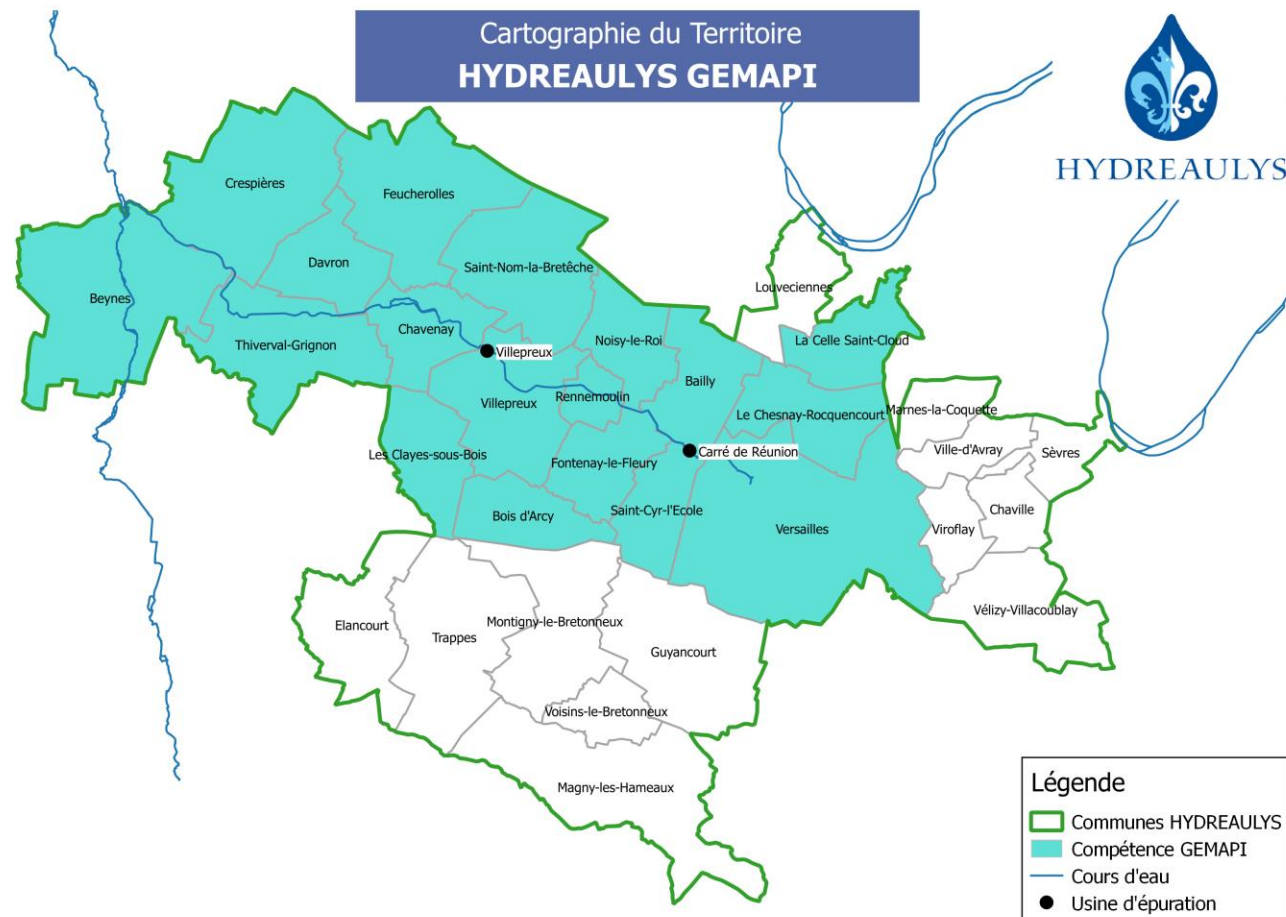 Cartographie du Territoire
HYDREAULYS GEMAPI
HYDREAULYS
Crespières
Feucherolles
Davron
Saint-Nom-la-Bretêche
Louveciennes
Beynes
Chavenay
Thiverval-Grignon
Villepreux
Noisy-le-Roi
La Celle Saint-Cloud
Bailly
Villepreux
Rennemoulin
Le Chesnay-Rocquencourt
Marnes-la-Coquette
Ville-d'Avray
Sèvres
Les Clayes-sous-Bois
Fontenay-le-Fleury
Carré de Réunion
Bois d'Arcy
Saint-Cyr-l'Ecole
Versailles
Viroflay
Chaville
Vélizy-Villacoublay
Elancourt
Trappes
Montigny-le-Bretonneux
Guyancourt
Voisins-le-Bretonneux
Magny-les-Hameaux
Légende
Communes HYDREAULYS
Compétence GEMAPI
Cours d'eau
Usine d'épuration